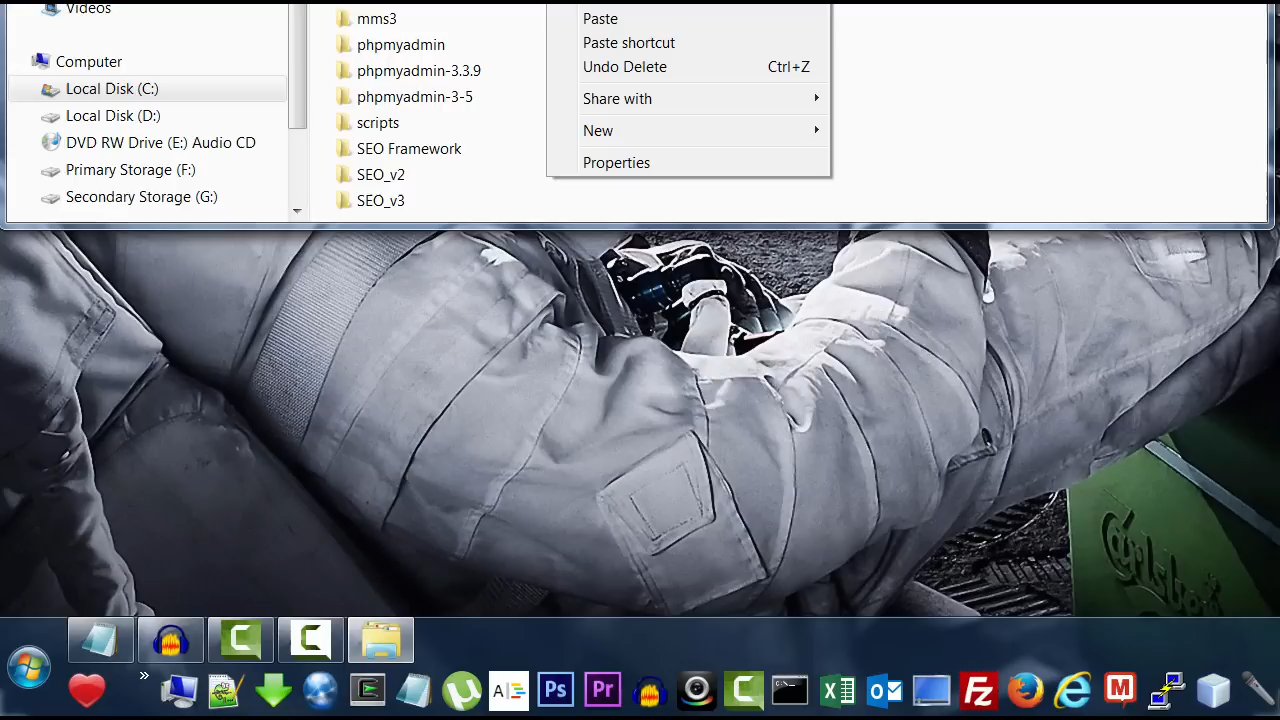 Videos
Computer
Local Disk (C:)
Local Disk (D:)
DVD RW Drive (E:) Audio CD
Primary Storage (F:)
Secondary Storage (G:)
mms3
phpmyadmin
phpmyadmin-3.3.9
phpmyadmin-3-5
scripts
SEO Framework
SEO_v2
SEO_v3
Paste
Paste shortcut
Undo Delete Ctrl+Z
Share with
New
Properties
Carlsberg
C
C
»
A
Ps
Pr
C
X
O
FZ
M